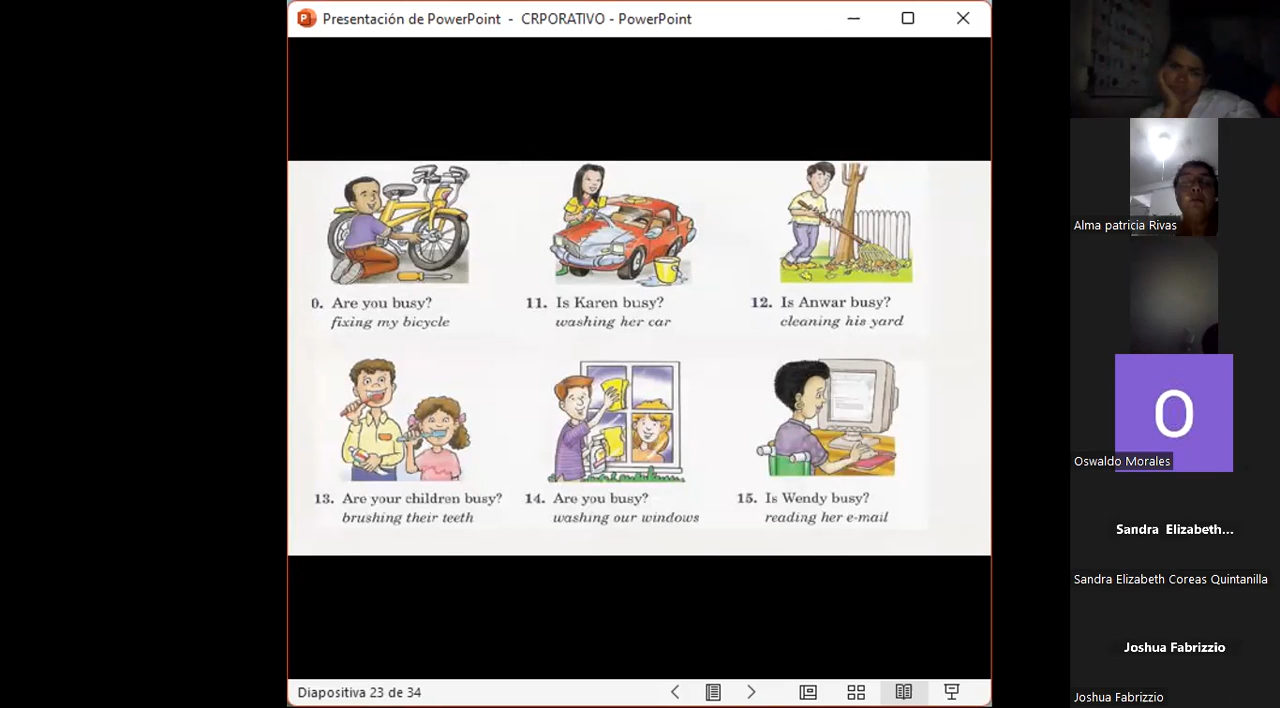 Presentación de PowerPoint - CRPORATIVO - PowerPoint
0. Are you busy?
fixing my bicycle
11. Is Karen busy?
washing her car
12. Is Anwar busy?
cleaning his yard
13. Are your children busy?
brushing their teeth
14. Are you busy?
washing our windows
15. Is Wendy busy?
reading her e-mail
Diapositiva 23 de 34
Alma patricia Rivas
O
Oswaldo Morales
Sandra Elizabeth...
Sandra Elizabeth Coreas Quintanilla
Joshua Fabrizzio
Joshua Fabrizzio